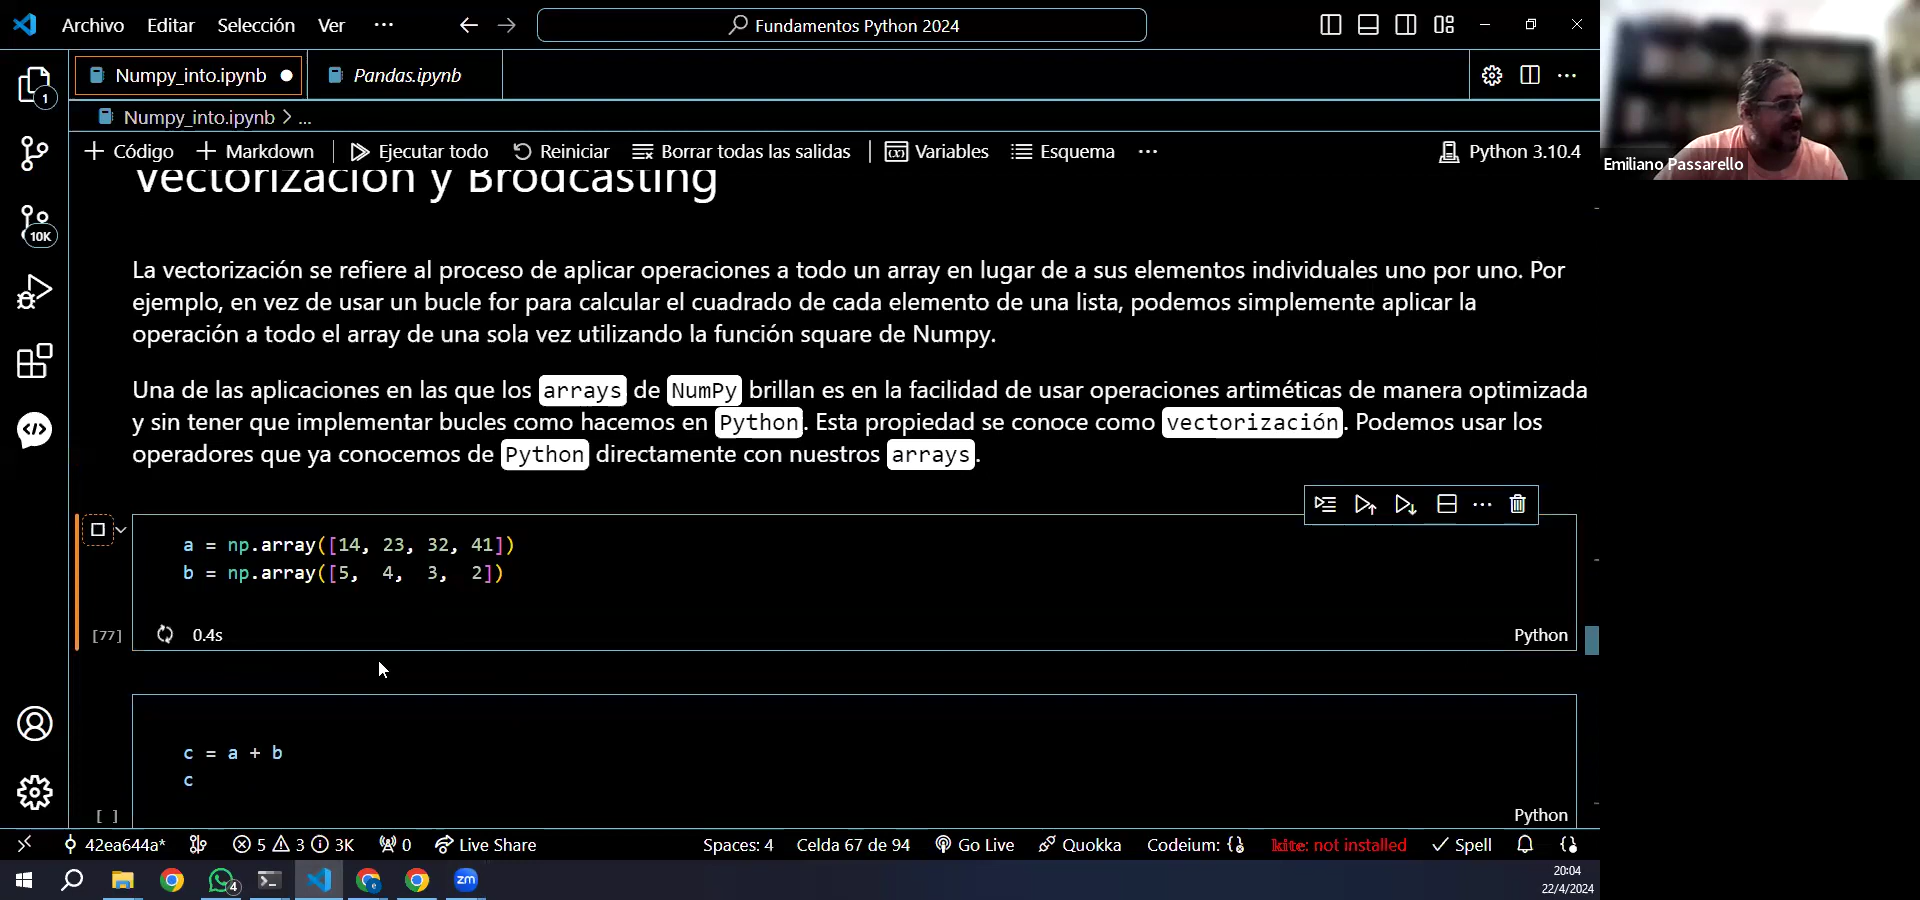 Archivo Editar Selección Ver ···
Fundamentos Python 2024
Numpy_into.ipynb
Pandas.ipynb
Numpy_into.ipynb > ...
1
Código Markdown Ejecutar todo Reiniciar Borrar todas las salidas Variables Esquema ··· Python 3.10.4
Emiliano Passarello
Vectorización y Brodcasting
10K
La vectorización se refiere al proceso de aplicar operaciones a todo un array en lugar de a sus elementos individuales uno por uno. Por
ejemplo, en vez de usar un bucle for para calcular el cuadrado de cada elemento de una lista, podemos simplemente aplicar la
operación a todo el array de una sola vez utilizando la función square de Numpy.
Una de las aplicaciones en las que los arrays de NumPy brillan es en la facilidad de usar operaciones artiméticas de manera optimizada
y sin tener que implementar bucles como hacemos en Python. Esta propiedad se conoce como vectorización. Podemos usar los
operadores que ya conocemos de Python directamente con nuestros arrays.
a = np.array([14, 23, 32, 41])
b = np.array([5, 4, 3, 2])
[77] 0.4s Python
c = a + b
c
[ ] Python
42ea644a* 5 3 3K 0 Live Share Spaces: 4 Celda 67 de 94 Go Live Quokka Codeium: {} kite: not installed Spell
4
zm
20:04
22/4/2024